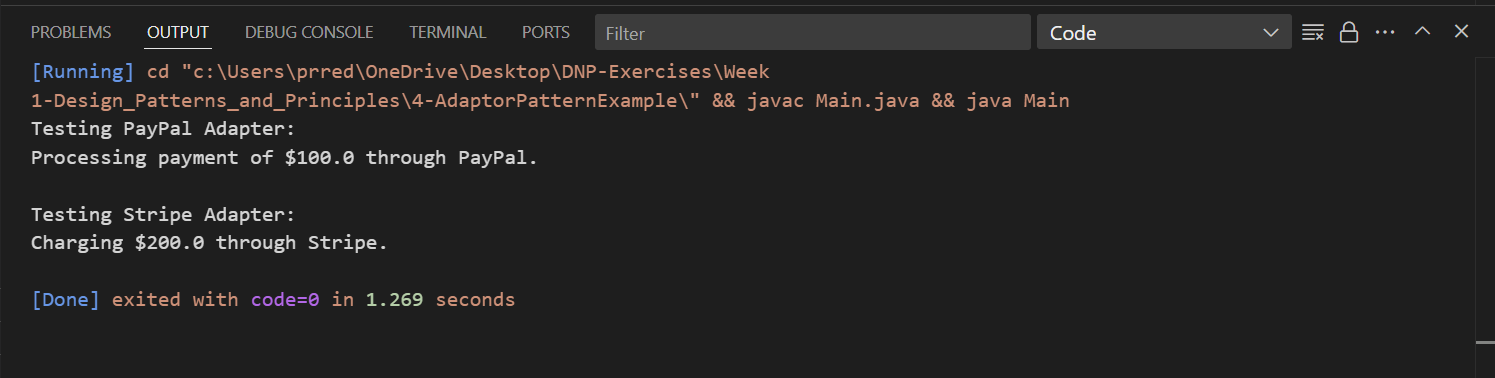 PROBLEMS OUTPUT DEBUG CONSOLE TERMINAL PORTS Filter Code
[Running] cd "c:\Users\prred\OneDrive\Desktop\DNP-Exercises\Week
1-Design_Patterns_and_Principles\4-AdaptorPatternExample\" && javac Main.java && java Main
Testing PayPal Adapter:
Processing payment of $100.0 through PayPal.
Testing Stripe Adapter:
Charging $200.0 through Stripe.
[Done] exited with code=0 in 1.269 seconds